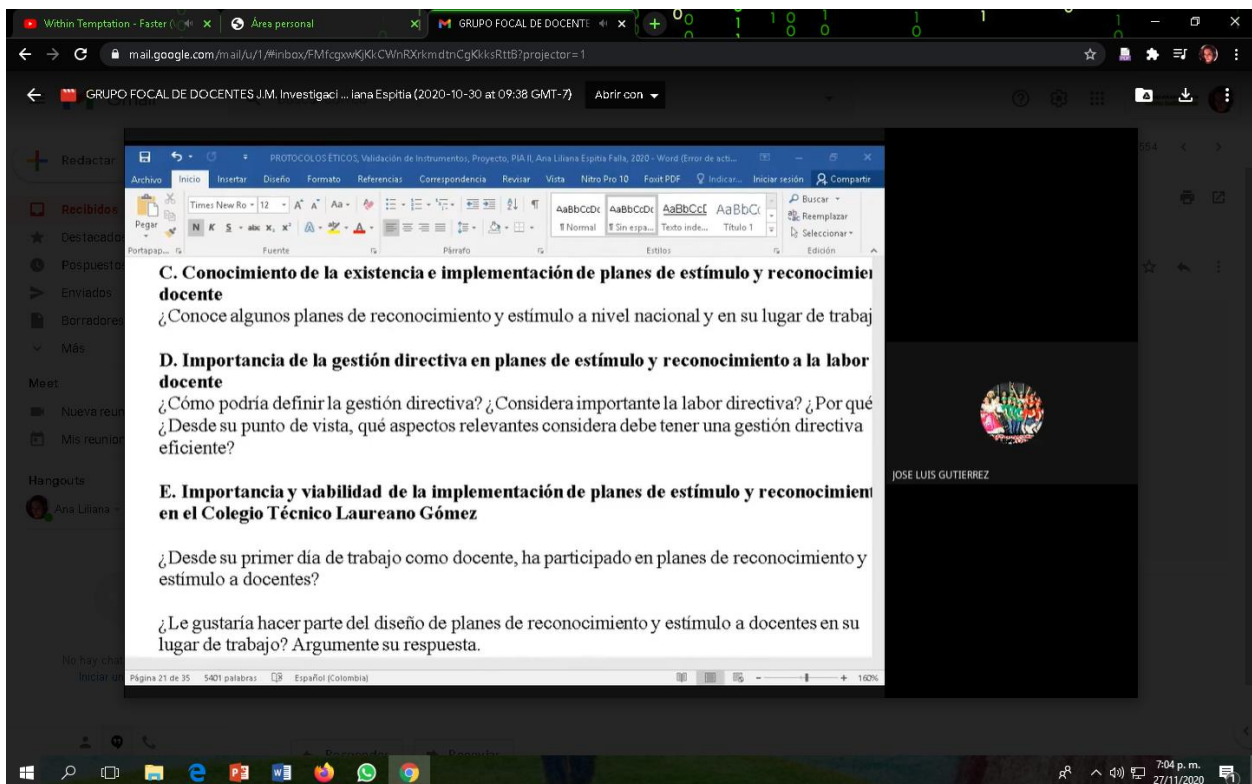 Within Temptation - Faster (
Área personal
GRUPO FOCAL DE DOCENTE
mail.google.com/mail/u/1/#inbox/FMfcgxwKjKkCWnRXrkmdtnCgKkksRttB?projector=1
GRUPO FOCAL DE DOCENTES J.M. Investigaci ... iana Espitia (2020-10-30 at 09:38 GMT-7)
Abrir con
Redactar
Recibidos
Destacados
Pospuestos
Enviados
Borradores
Más
Meet
Nueva reun
Mis reunior
Hangouts
Ana Liliana
No hay chat
Iniciar un
PROTOCOLOS ÉTICOS, Validación de Instrumentos, Proyecto, PIA II, Ana Liliana Espitia Falla, 2020 - Word (Error de acti...
Archivo Inicio Insertar Diseño Formato Referencias Correspondencia Revisar Vista Nitro Pro 10 Foxit PDF Indicar... Iniciar sesión Compartir
Pegar
Times New Ro 12
N K S abc x, x²
AaBbCcDc AaBbCcDc AaBbCcI AaBbC(
¶ Normal ¶ Sin espa... Texto inde... Título 1
Buscar
Reemplazar
Seleccionar
Portapap... Fuente Párrafo Estilos Edición
C. Conocimiento de la existencia e implementación de planes de estímulo y reconocimier
docente
¿Conoce algunos planes de reconocimiento y estímulo a nivel nacional y en su lugar de trabaj
D. Importancia de la gestión directiva en planes de estímulo y reconocimiento a la labor
docente
¿Cómo podría definir la gestión directiva? ¿Considera importante la labor directiva? ¿Por qué
¿Desde su punto de vista, qué aspectos relevantes considera debe tener una gestión directiva
eficiente?
E. Importancia y viabilidad de la implementación de planes de estímulo y reconocimient
en el Colegio Técnico Laureano Gómez
¿Desde su primer día de trabajo como docente, ha participado en planes de reconocimiento y
estímulo a docentes?
¿Le gustaría hacer parte del diseño de planes de reconocimiento y estímulo a docentes en su
lugar de trabajo? Argumente su respuesta.
Página 21 de 35 5401 palabras Español (Colombia) 160%
JOSE LUIS GUTIERREZ
7:04 p. m.
27/11/2020